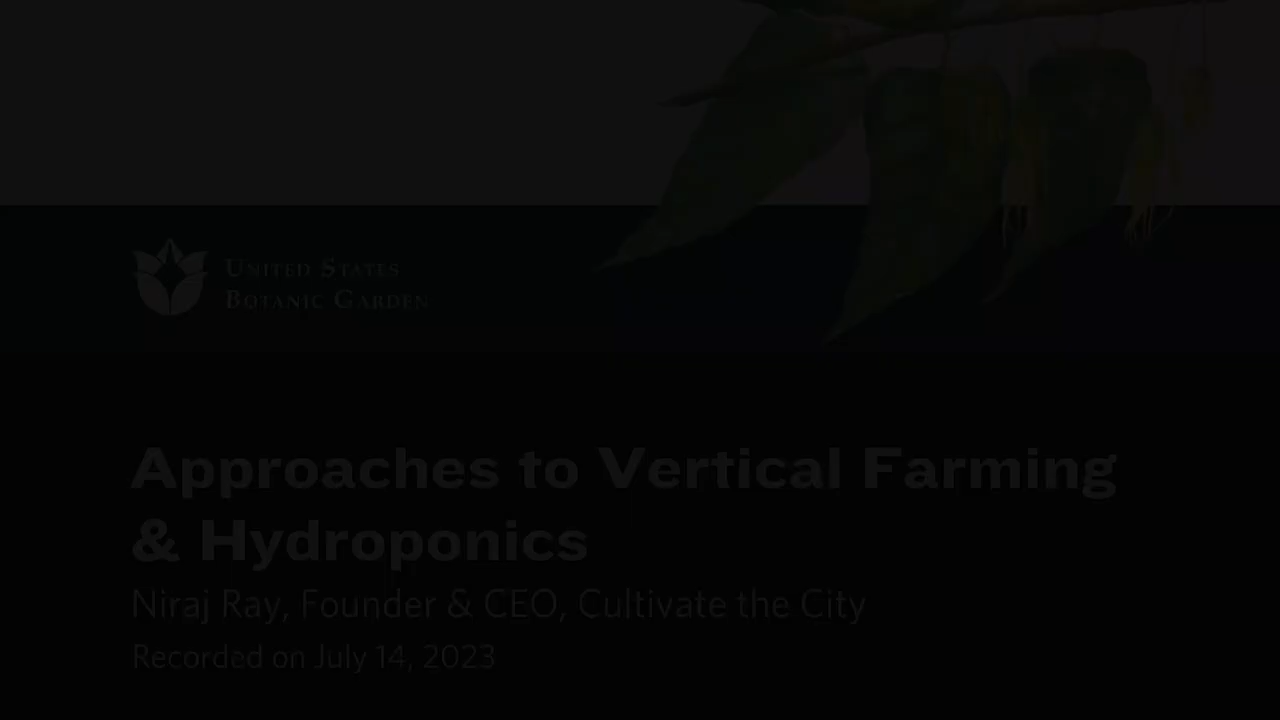 United States
Botanic Garden
Approaches to Vertical Farming
& Hydroponics
Niraj Ray, Founder & CEO, Cultivate the City
Recorded on July 14, 2023